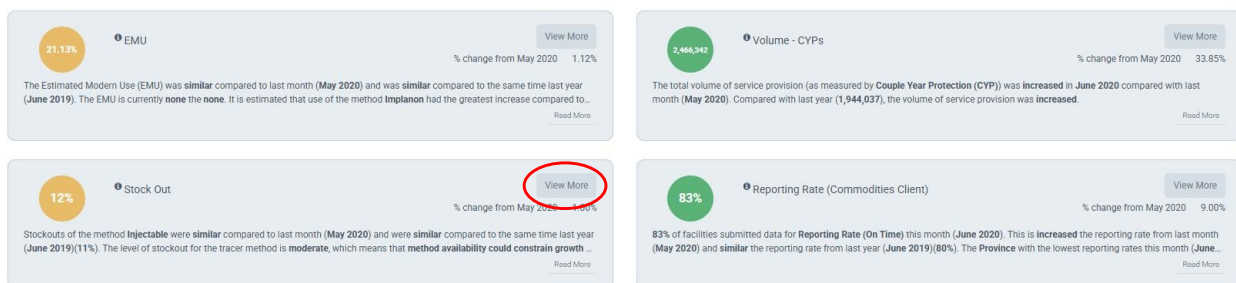 21.13%
EMU
View More
% change from May 2020 1.12%
The Estimated Modern Use (EMU) was similar compared to last month (May 2020) and was similar compared to the same time last year
(June 2019). The EMU is currently none the none. It is estimated that use of the method Implanon had the greatest increase compared to...
Read More
2,466,342
Volume - CYPs
View More
% change from May 2020 33.85%
The total volume of service provision (as measured by Couple Year Protection (CYP)) was increased in June 2020 compared with last
month (May 2020). Compared with last year (1,944,037), the volume of service provision was increased.
Read More
12%
Stock Out
View More
% change from May 2020 1.00%
Stockouts of the method Injectable were similar compared to last month (May 2020) and were similar compared to the same time last year
(June 2019)(11%). The level of stockout for the tracer method is moderate, which means that method availability could constrain growth ...
Read More
83%
Reporting Rate (Commodities Client)
View More
% change from May 2020 9.00%
83% of facilities submitted data for Reporting Rate (On Time) this month (June 2020). This is increased the reporting rate from last month
(May 2020) and similar the reporting rate from last year (June 2019)(80%). The Province with the lowest reporting rates this month (June...
Read More